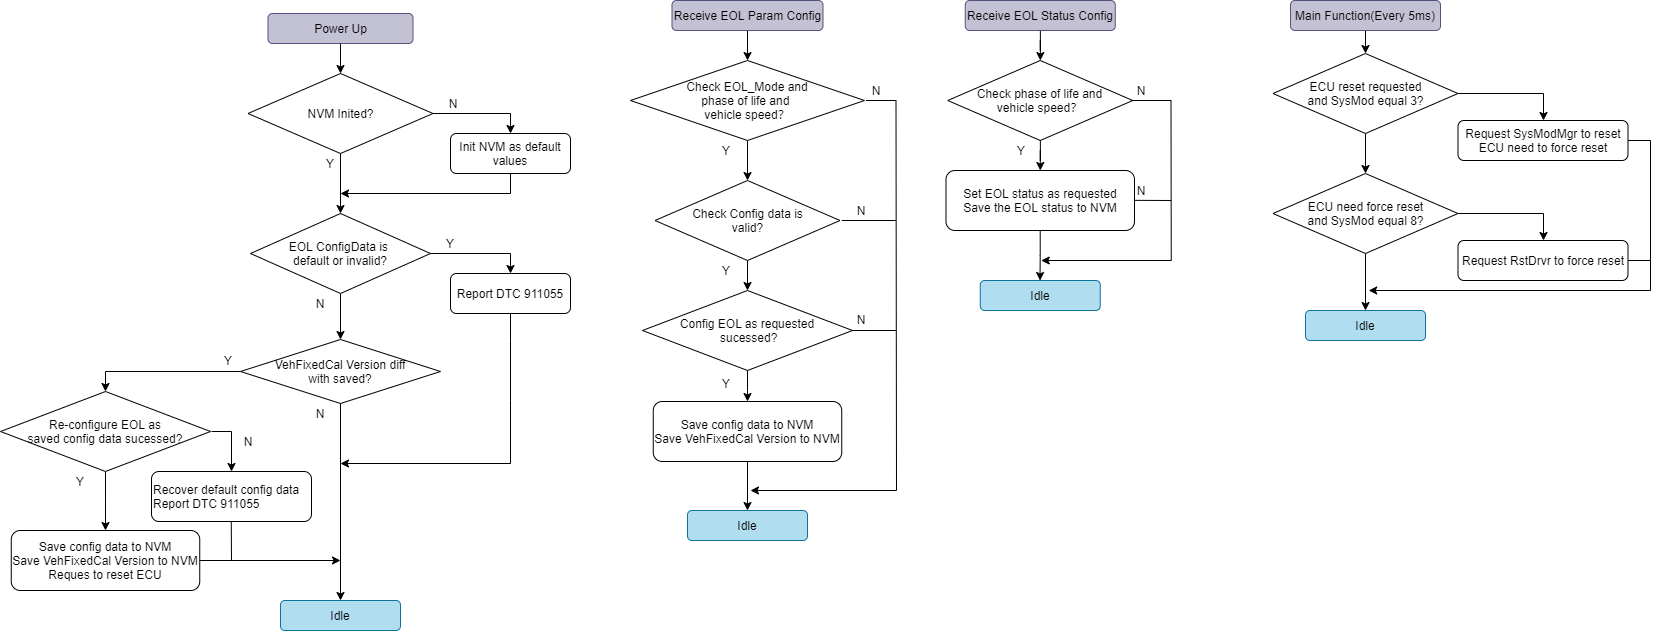 Power Up
NVM Inited?
N
Y
Init NVM as default
values
EOL ConfigData is
default or invalid?
Y
N
Report DTC 911055
VehFixedCal Version diff
with saved?
Y
N
Re-configure EOL as
saved config data sucessed?
N
Y
Recover default config data
Report DTC 911055
Save config data to NVM
Save VehFixedCal Version to NVM
Reques to reset ECU
Idle
Receive EOL Param Config
Check EOL_Mode and
phase of life and
vehicle speed?
N
Y
Check Config data is
valid?
N
Y
Config EOL as requested
sucessed?
N
Y
Save config data to NVM
Save VehFixedCal Version to NVM
Idle
Receive EOL Status Config
Check phase of life and
vehicle speed?
N
Y
Set EOL status as requested
Save the EOL status to NVM
N
Idle
Main Function(Every 5ms)
ECU reset requested
and SysMod equal 3?
Request SysModMgr to reset
ECU need to force reset
ECU need force reset
and SysMod equal 8?
Request RstDrvr to force reset
Idle